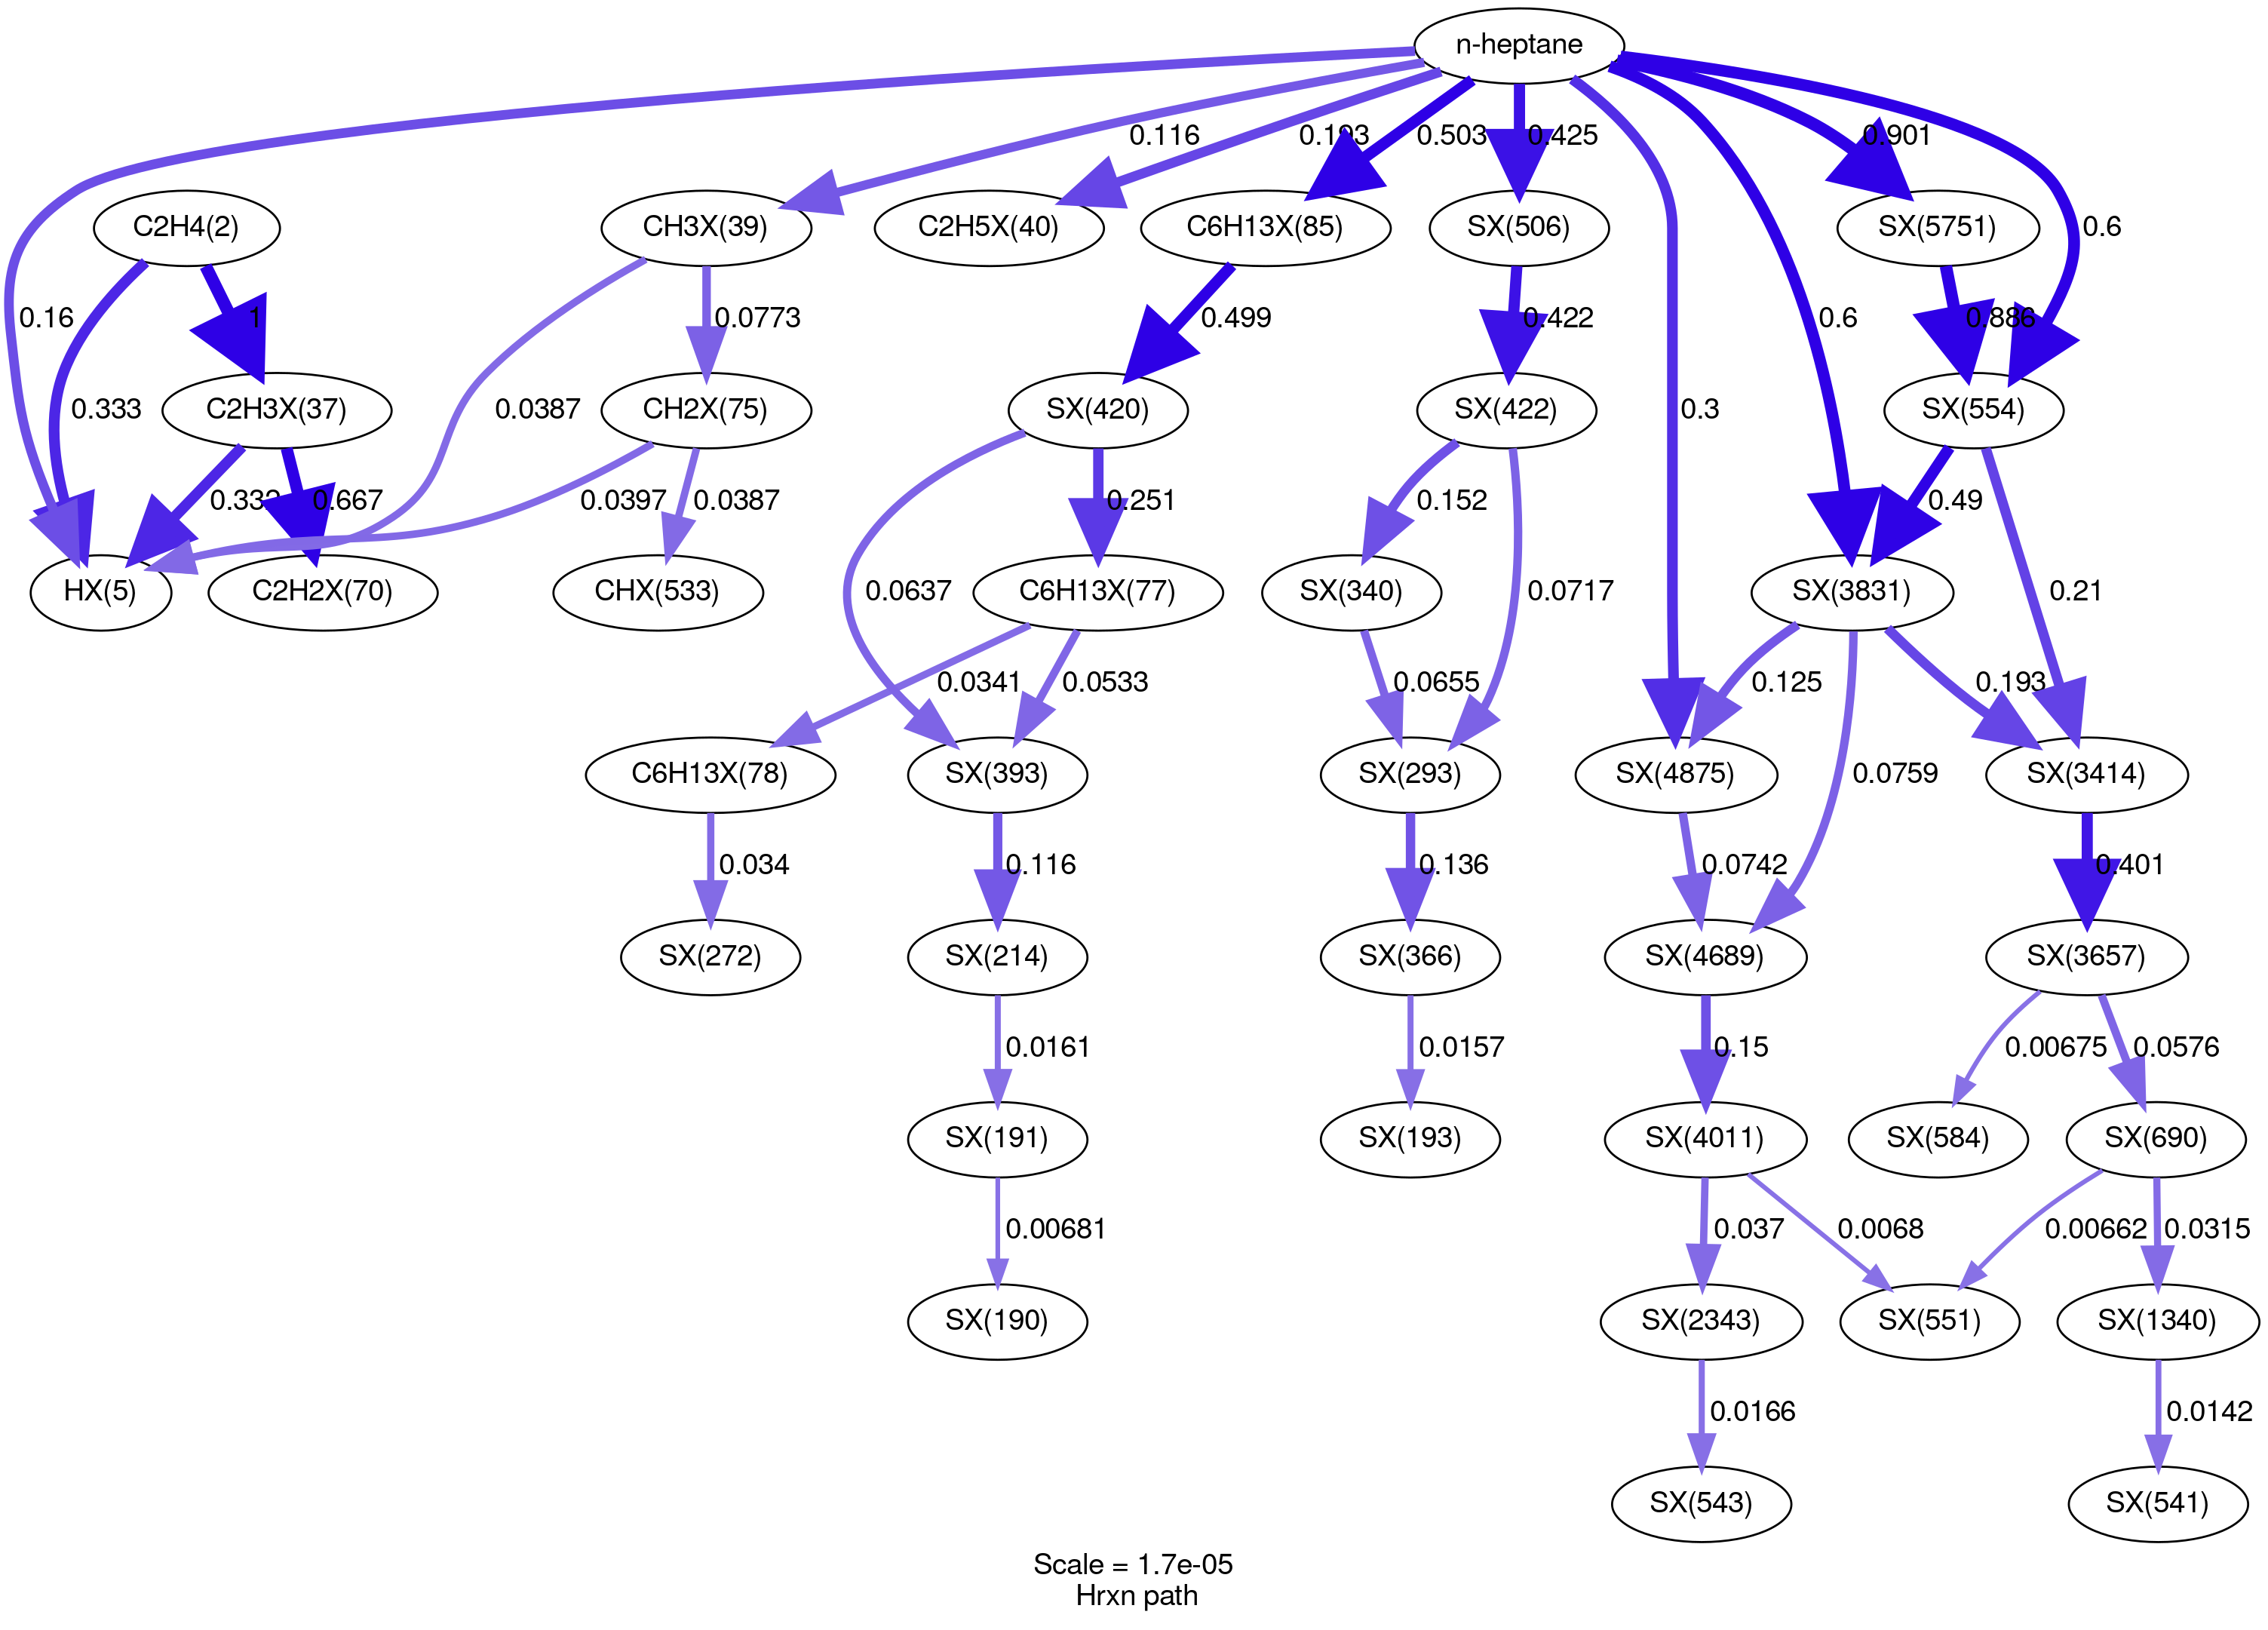 n-heptane
0.116
0.193
0.503
0.425
0.901
C2H4(2)
CH3X(39)
C2H5X(40)
C6H13X(85)
SX(506)
SX(5751)
0.6
0.16
1
0.0773
0.499
0.422
0.6
0.886
0.333
C2H3X(37)
0.0387
CH2X(75)
SX(420)
SX(422)
0.3
SX(554)
0.667
0.0397
0.0387
0.251
0.152
0.49
HX(5)
C2H2X(70)
CHX(533)
0.0637
C6H13X(77)
SX(340)
0.0717
SX(3831)
0.21
0.0341
0.0533
0.0655
0.125
0.193
C6H13X(78)
SX(393)
SX(293)
SX(4875)
0.0759
SX(3414)
0.034
0.116
0.136
0.0742
0.401
SX(272)
SX(214)
SX(366)
SX(4689)
SX(3657)
0.0161
0.0157
0.15
0.00675
0.0576
SX(191)
SX(193)
SX(4011)
SX(584)
SX(690)
0.00681
0.037
0.0068
0.00662
0.0315
SX(190)
SX(2343)
SX(551)
SX(1340)
0.0166
0.0142
SX(543)
SX(541)
Scale = 1.7e-05
Hrxn path